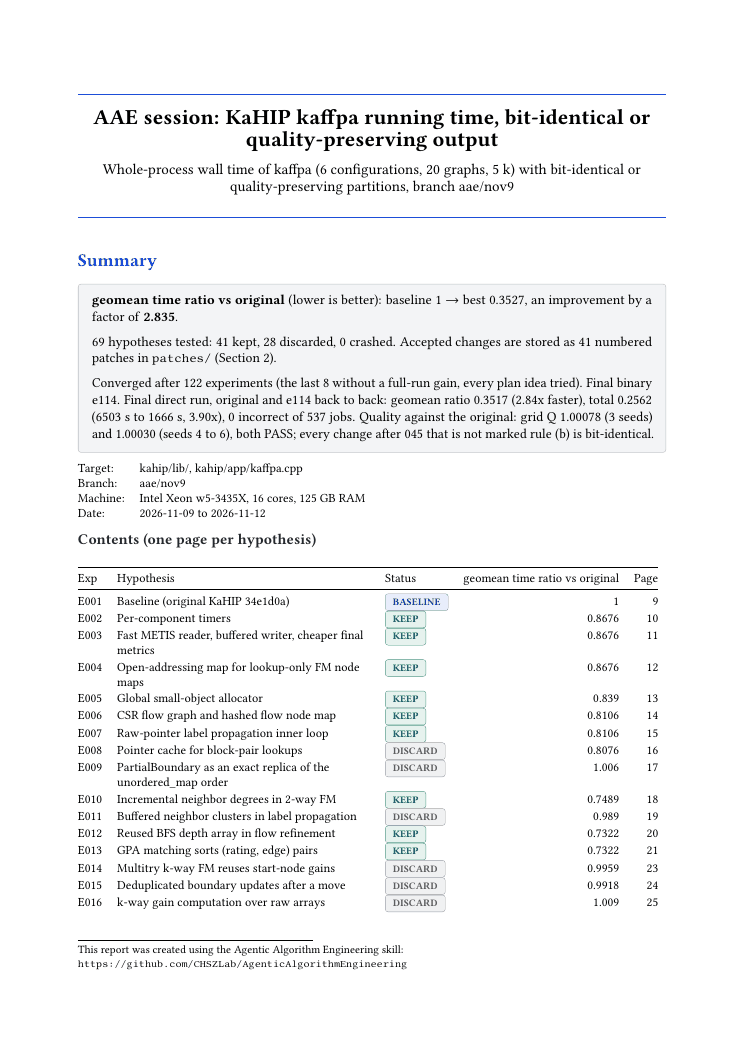 AAE session: KaHIP kaffpa running time, bit-identical or
quality-preserving output
Whole-process wall time of kaffpa (6 configurations, 20 graphs, 5 k) with bit-identical or
quality-preserving partitions, branch aae/nov9
Summary
geomean time ratio vs original (lower is better): baseline 1 → best 0.3527, an improvement by a
factor of 2.835.
69 hypotheses tested: 41 kept, 28 discarded, 0 crashed. Accepted changes are stored as 41 numbered
patches in patches/ (Section 2).
Converged after 122 experiments (the last 8 without a full-run gain, every plan idea tried). Final binary
e114. Final direct run, original and e114 back to back: geomean ratio 0.3517 (2.84x faster), total 0.2562
(6503 s to 1666 s, 3.90x), 0 incorrect of 537 jobs. Quality against the original: grid Q 1.00078 (3 seeds)
and 1.00030 (seeds 4 to 6), both PASS; every change after 045 that is not marked rule (b) is bit-identical.
Target: kahip/lib/, kahip/app/kaffpa.cpp
Branch: aae/nov9
Machine: Intel Xeon w5-3435X, 16 cores, 125 GB RAM
Date: 2026-11-09 to 2026-11-12
Contents (one page per hypothesis)
Exp Hypothesis Status geomean time ratio vs original Page
E001 Baseline (original KaHIP 34e1d0a) BASELINE 1 9
E002 Per-component timers KEEP 0.8676 10
E003 Fast METIS reader, buffered writer, cheaper final KEEP 0.8676 11
metrics
E004 Open-addressing map for lookup-only FM node KEEP 0.8676 12
maps
E005 Global small-object allocator KEEP 0.839 13
E006 CSR flow graph and hashed flow node map KEEP 0.8106 14
E007 Raw-pointer label propagation inner loop KEEP 0.8106 15
E008 Pointer cache for block-pair lookups DISCARD 0.8076 16
E009 PartialBoundary as an exact replica of the DISCARD 1.006 17
unordered_map order
E010 Incremental neighbor degrees in 2-way FM KEEP 0.7489 18
E011 Buffered neighbor clusters in label propagation DISCARD 0.989 19
E012 Reused BFS depth array in flow refinement KEEP 0.7322 20
E013 GPA matching sorts (rating, edge) pairs KEEP 0.7322 21
E014 Multitry k-way FM reuses start-node gains DISCARD 0.9959 23
E015 Deduplicated boundary updates after a move DISCARD 0.9918 24
E016 k-way gain computation over raw arrays DISCARD 1.009 25
This report was created using the Agentic Algorithm Engineering skill:
https://github.com/CHSZLab/AgenticAlgorithmEngineering